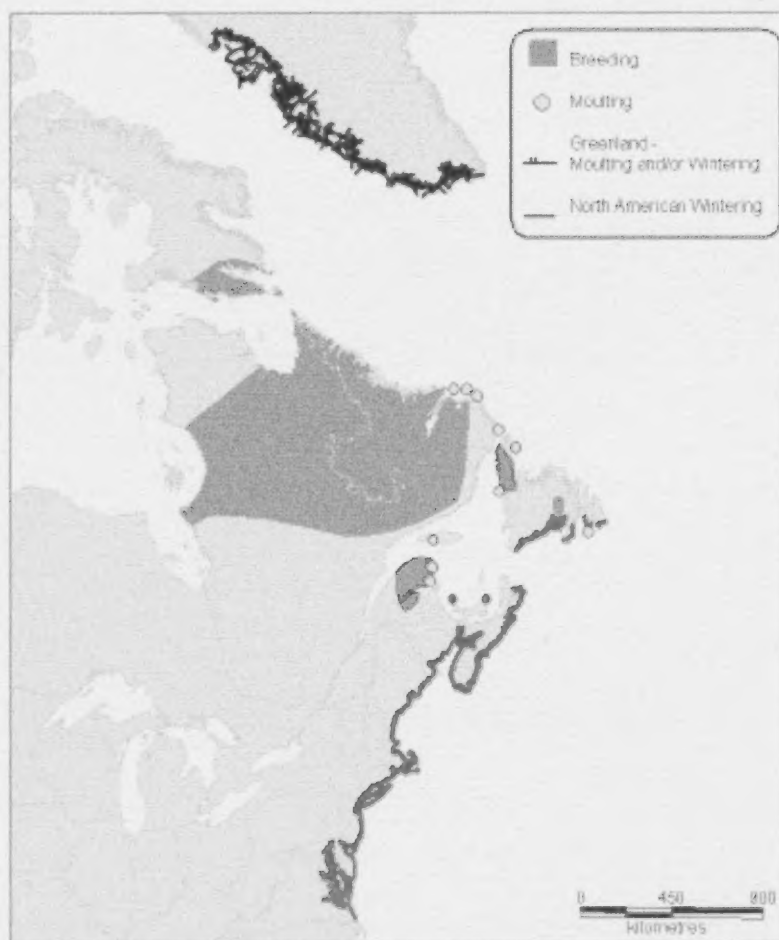 Breeding
Moulting
Greenland -
Moulting and/or Wintering
North American Wintering
0 450 900
kilometres